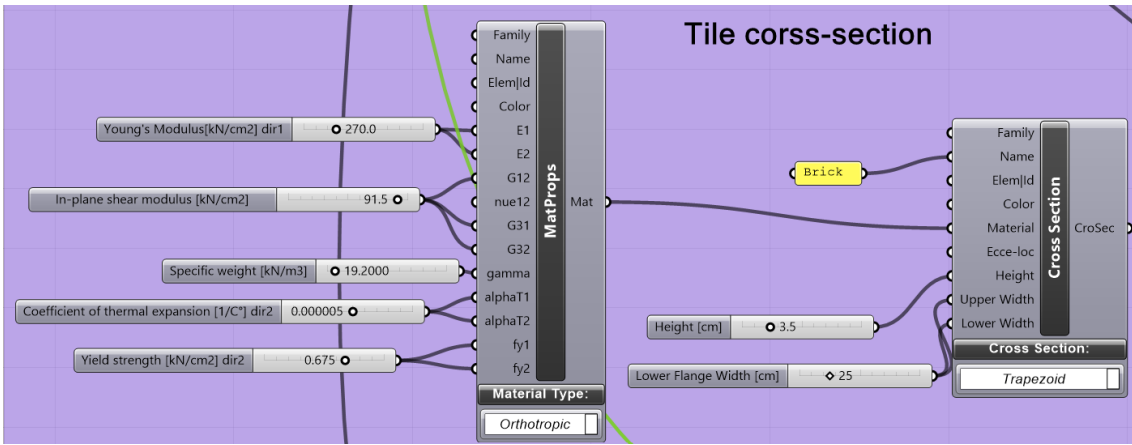 Tile corss-section
Family
Name
Elem|Id
Color
Young's Modulus[kN/cm2] dir1
270.0
E1
E2
In-plane shear modulus [kN/cm2]
91.5
G12
nue12
G31
G32
Specific weight [kN/m3]
19.2000
gamma
Coefficient of thermal expansion [1/C°] dir2
0.000005
alphaT1
alphaT2
Yield strength [kN/cm2] dir2
0.675
fy1
fy2
MatProps
Mat
Material Type:
Orthotropic
Brick
Family
Name
Elem|Id
Color
Material
Ecce-loc
Height
Upper Width
Lower Width
Cross Section
CroSec
Height [cm]
3.5
Lower Flange Width [cm]
25
Cross Section:
Trapezoid